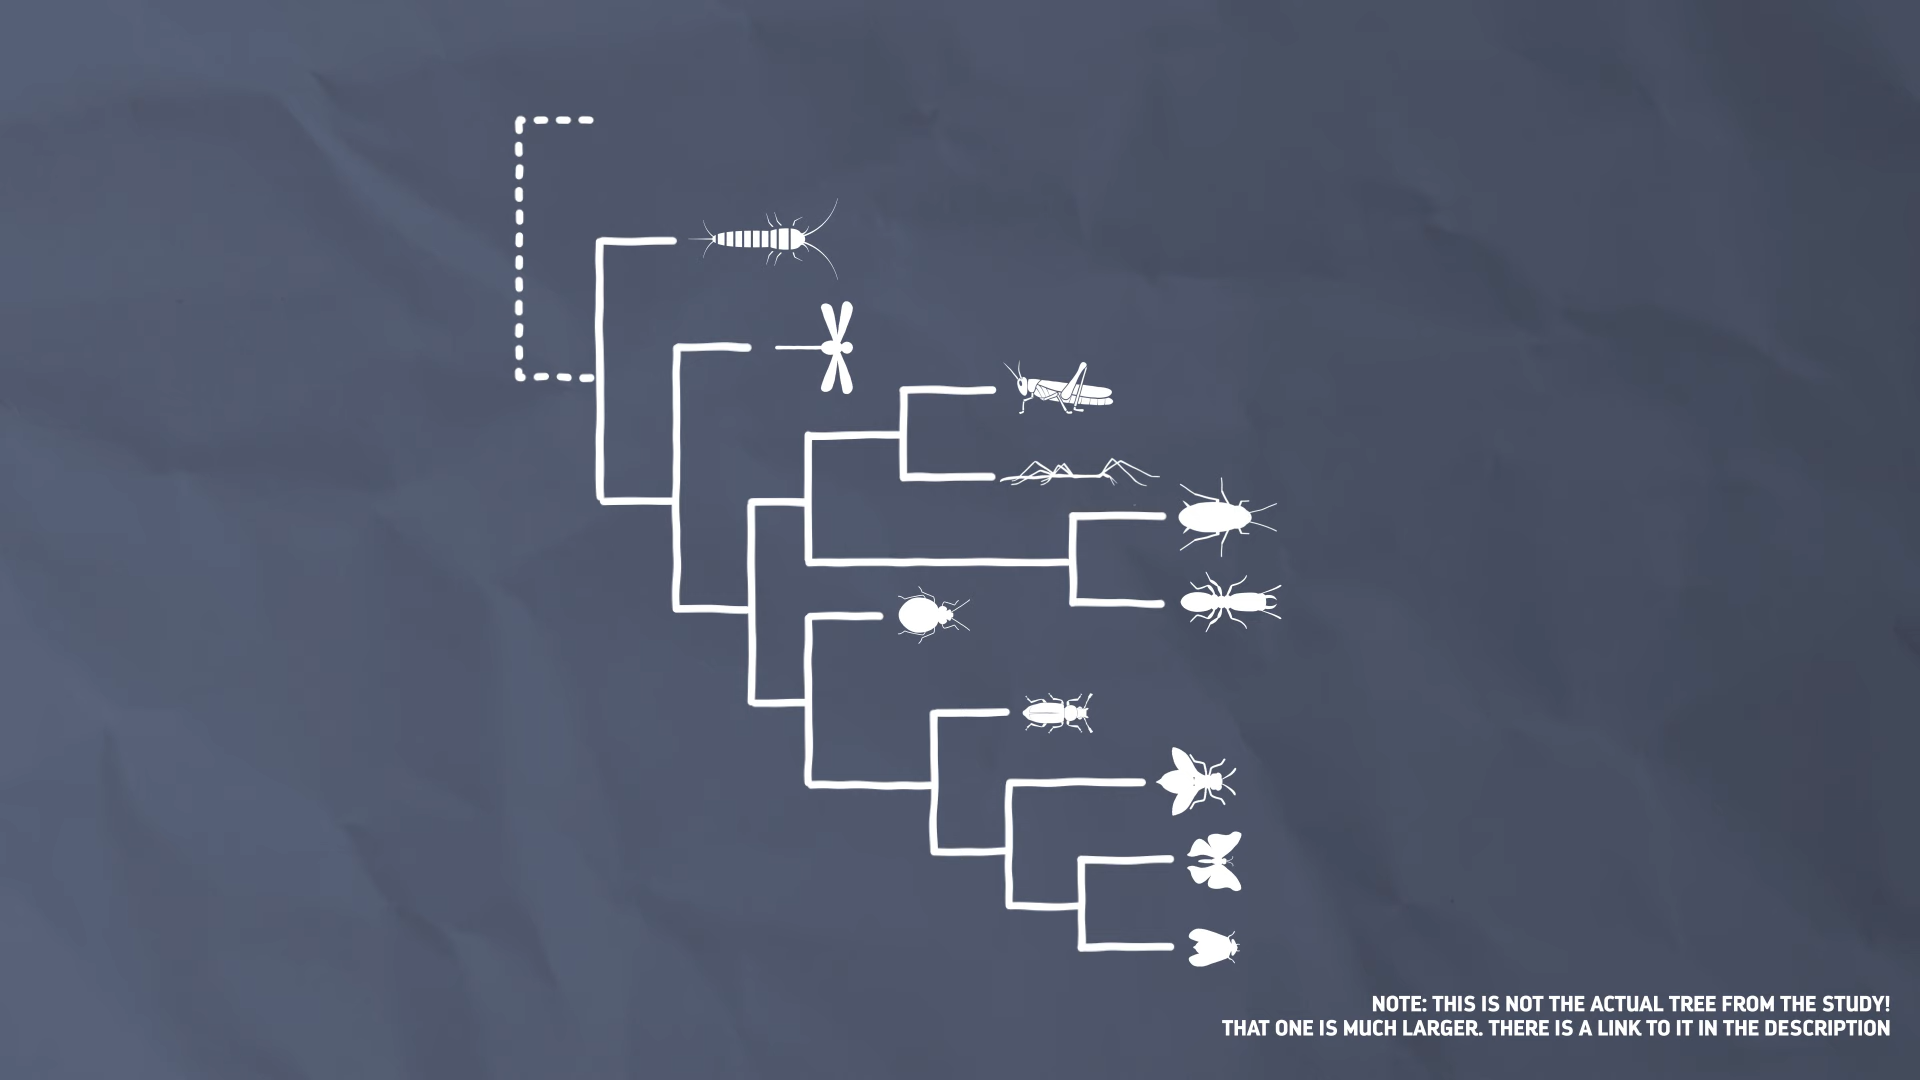 NOTE: THIS IS NOT THE ACTUAL TREE FROM THE STUDY!
THAT ONE IS MUCH LARGER. THERE IS A LINK TO IT IN THE DESCRIPTION